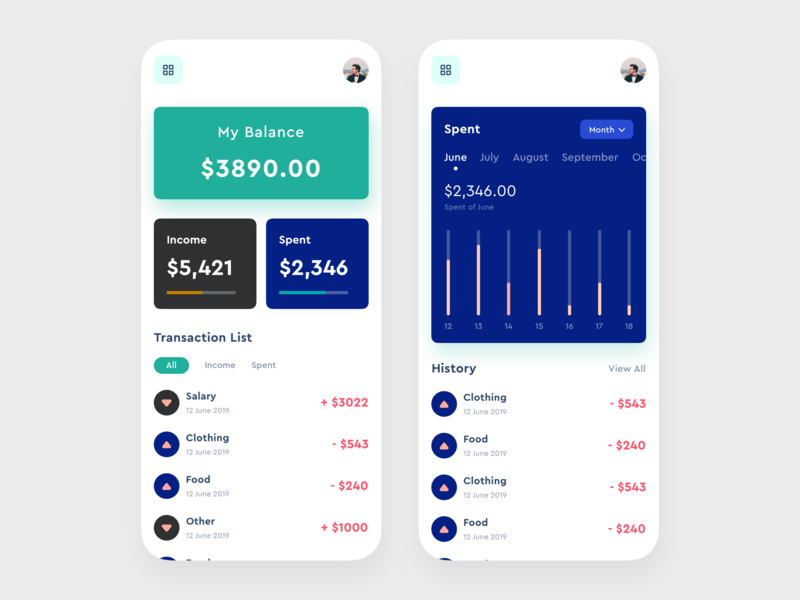 My Balance
$3890.00
Income
$5,421
Spent
$2,346
Transaction List
All Income Spent
Salary
12 June 2019
+ $3022
Clothing
12 June 2019
- $543
Food
12 June 2019
- $240
Other
12 June 2019
+ $1000
Spent
Month
June July August September Oc
$2,346.00
Spent of June
12 13 14 15 16 17 18
History
View All
Clothing
12 June 2019
- $543
Food
12 June 2019
- $240
Clothing
12 June 2019
- $543
Food
12 June 2019
- $240